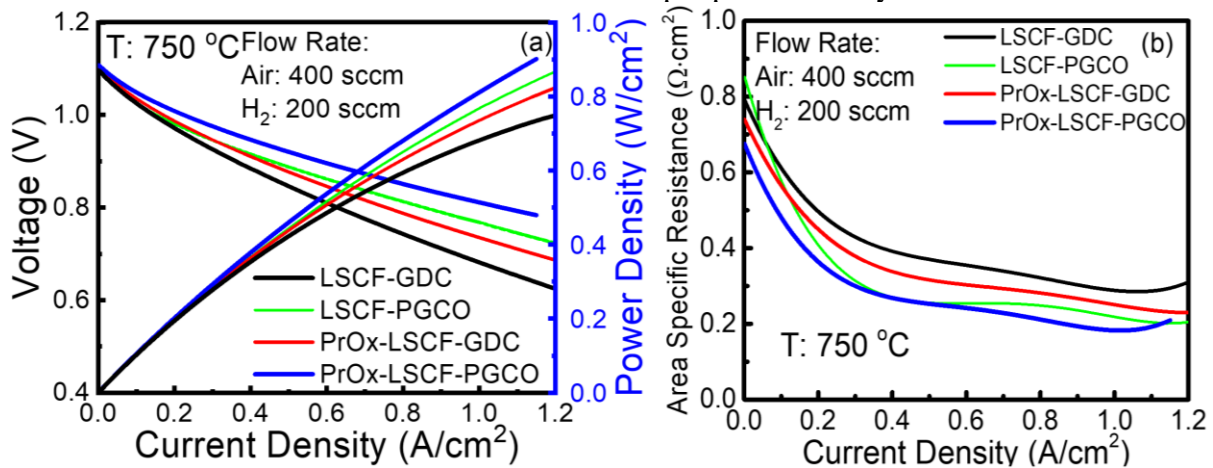 T: 750 °C
Flow Rate:
Air: 400 sccm
H2: 200 sccm
(a)
Voltage (V)
1.2
1.0
0.8
0.6
0.4
Power Density (W/cm²)
1.0
0.8
0.6
0.4
0.2
0.0
LSCF-GDC
LSCF-PGCO
PrOx-LSCF-GDC
PrOx-LSCF-PGCO
0.0 0.2 0.4 0.6 0.8 1.0 1.2
Current Density (A/cm²)
Area Specific Resistance (Ω·cm²)
1.0
0.8
0.6
0.4
0.2
0.0
Flow Rate:
Air: 400 sccm
H2: 200 sccm
(b)
LSCF-GDC
LSCF-PGCO
PrOx-LSCF-GDC
PrOx-LSCF-PGCO
T: 750 °C
0.0 0.2 0.4 0.6 0.8 1.0 1.2
Current Density (A/cm²)